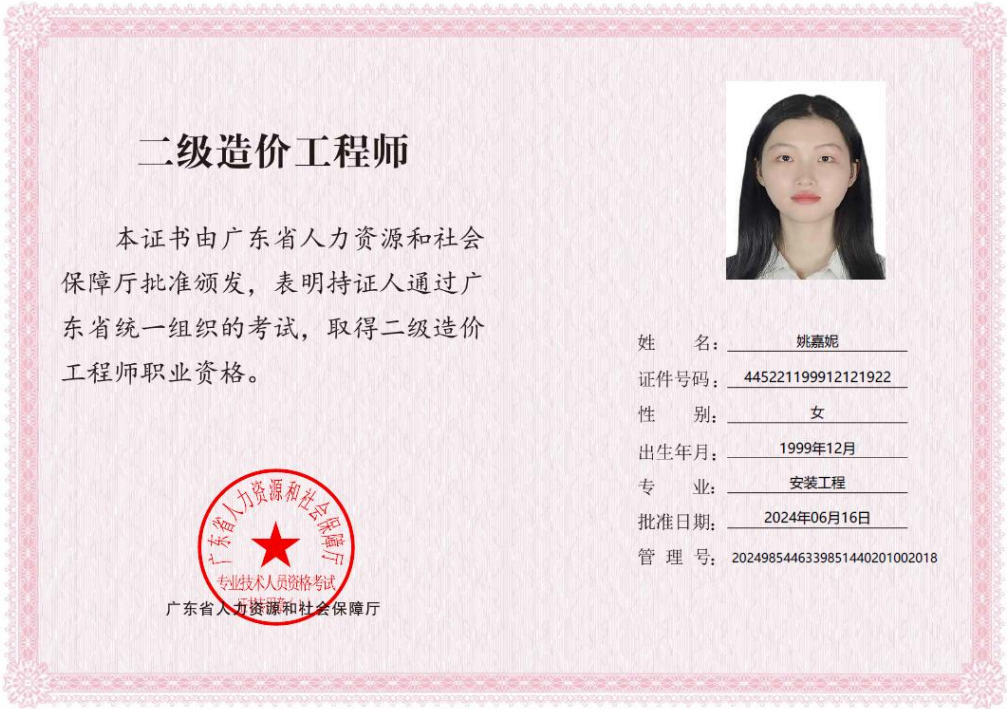 二级造价工程师
本证书由广东省人力资源和社会
保障厅批准颁发，表明持证人通过广
东省统一组织的考试，取得二级造价
工程师职业资格。
广东省人力资源和社会保障厅
专业技术人员资格考试
广东省人力资源和社会保障厅
姓 名：姚嘉妮
证件号码：445221199912121922
性 别：女
出生年月：1999年12月
专 业：安装工程
批准日期：2024年06月16日
管 理 号：20249854463398514402010​02018